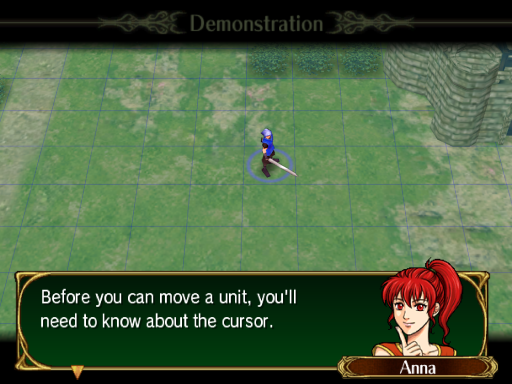 Demonstration
Before you can move a unit, you'll
need to know about the cursor.
Anna